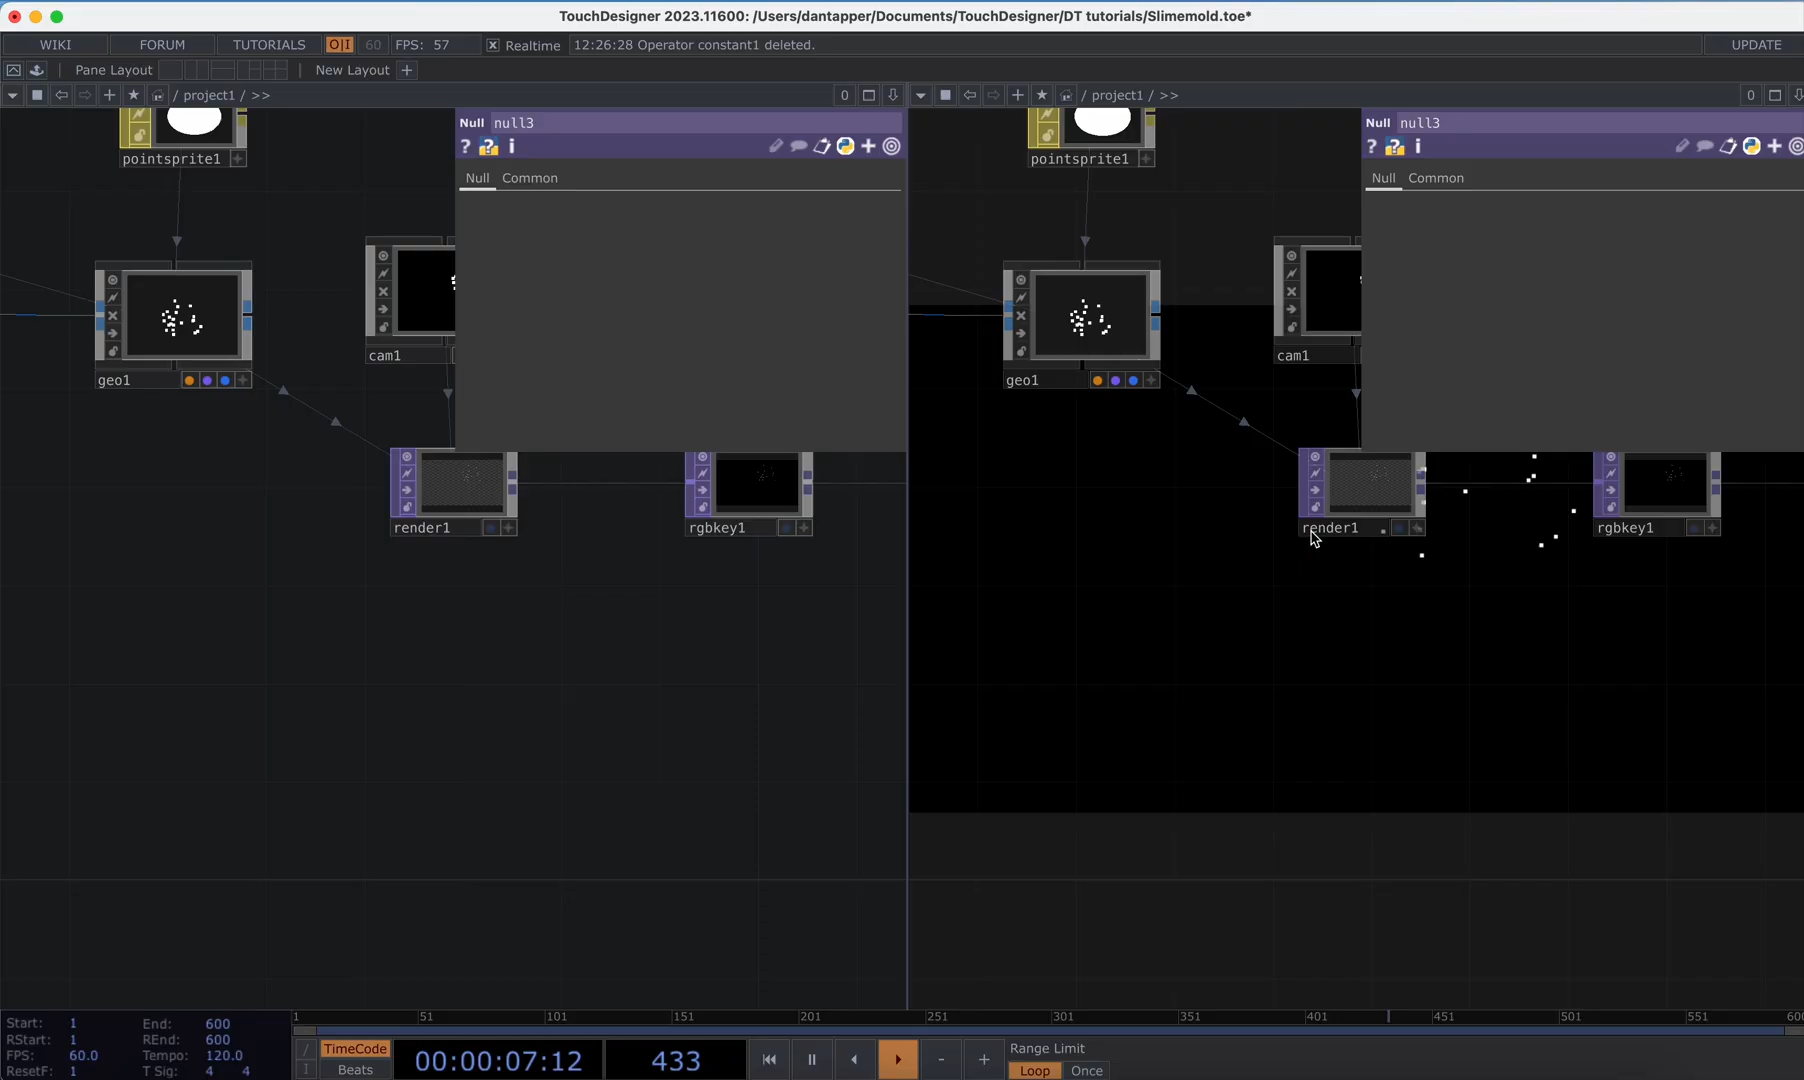 TouchDesigner 2023.11600: /Users/dantapper/Documents/TouchDesigner/DT tutorials/Slimemold.toe*
WIKI FORUM TUTORIALS O|I 60 FPS: 57 Realtime 12:26:28 Operator constant1 deleted. UPDATE
Pane Layout New Layout
/ project1 / >> 0 / project1 / >> 0
Null null3 Null null3
pointsprite1 pointsprite1
Null Common Null Common
cam1 cam1
geo1 geo1
render1 rgbkey1 render1 rgbkey1
1 51 101 151 201 251 301 351 401 451 501 551 600
Start: 1 End: 600
RStart: 1 REnd: 600
FPS: 60.0 Tempo: 120.0
ResetF: 1 T Sig: 4 4
TimeCode
Beats
00:00:07:12 433
Range Limit
Loop Once